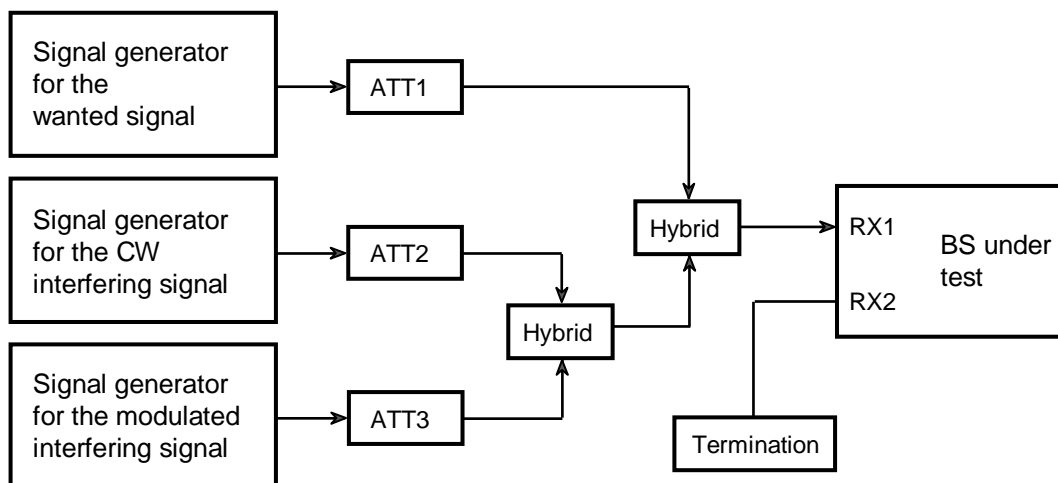 Signal generator
for the
wanted signal
ATT1
Signal generator
for the CW
interfering signal
ATT2
Signal generator
for the modulated
interfering signal
ATT3
Hybrid
Hybrid
RX1
RX2
BS under
test
Termination